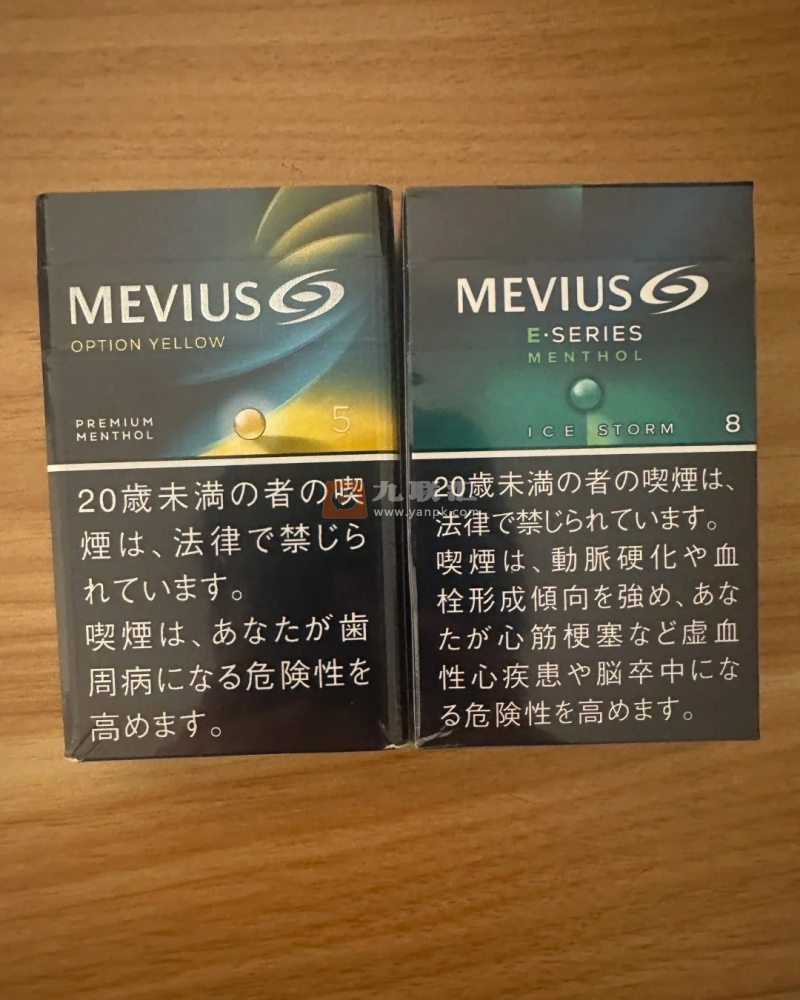 MEVIUS
OPTION YELLOW
PREMIUM
MENTHOL
5
20歳未満の者の喫
煙は、法律で禁じら
れています。
喫煙は、あなたが歯
周病になる危険性を
高めます。
MEVIUS
E·SERIES
MENTHOL
ICE STORM
8
20歳未満の者の喫煙は、
法律で禁じられています。
喫煙は、動脈硬化や血
栓形成傾向を強め、あな
たが心筋梗塞など虚血
性心疾患や脳卒中にな
る危険性を高めます。
九联
www.yanpk.com